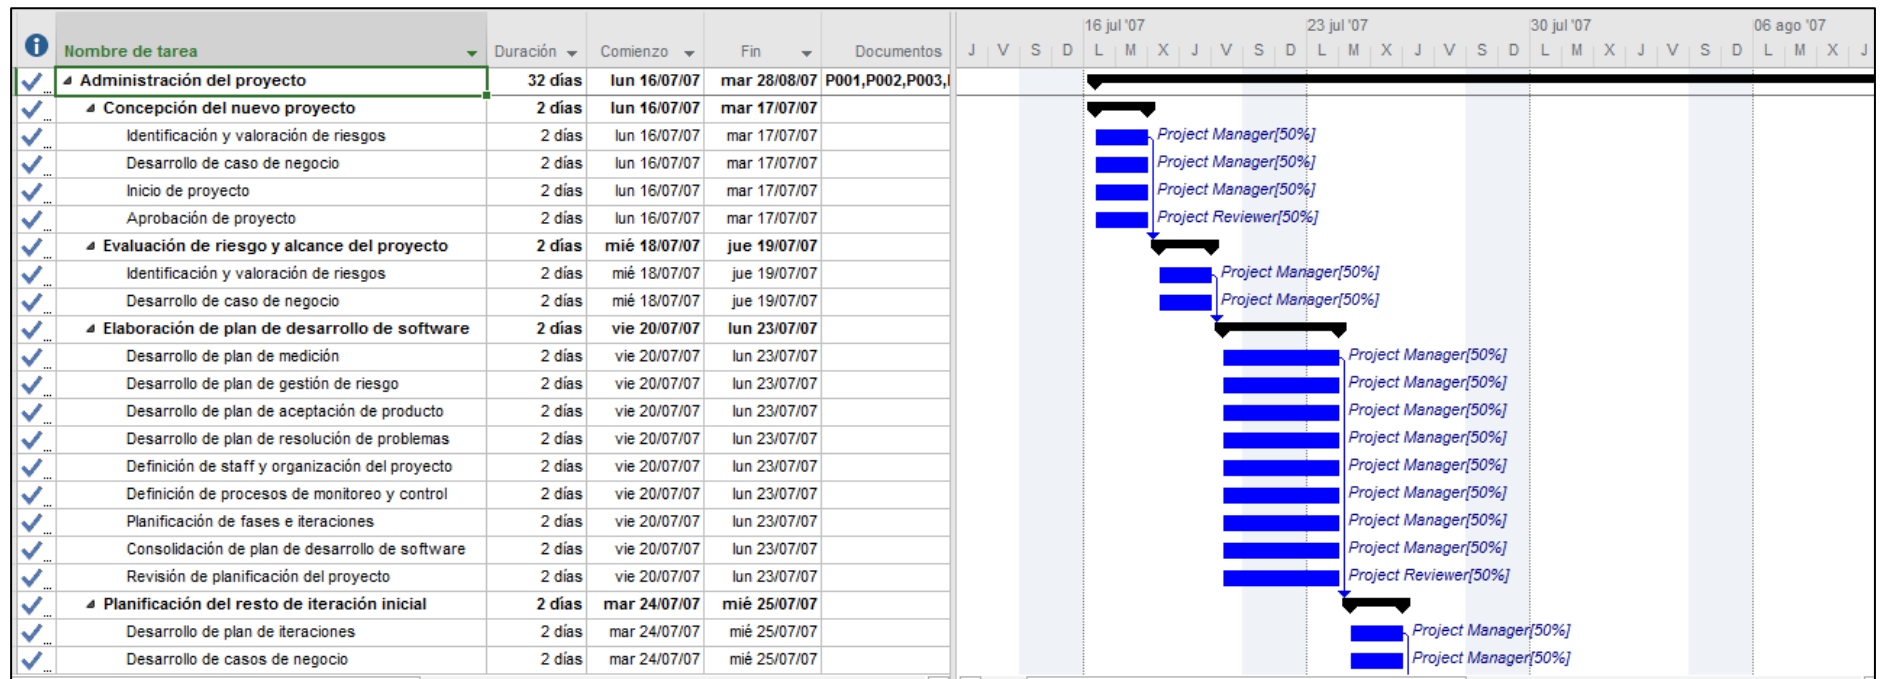 16 jul '07 23 jul '07 30 jul '07 06 ago '07
Nombre de tarea Duración Comienzo Fin Documentos J V S D L M X J V S D L M X J V S D L M X J V S D L M X J
Administración del proyecto 32 días lun 16/07/07 mar 28/08/07 P001,P002,P003,
Concepción del nuevo proyecto 2 días lun 16/07/07 mar 17/07/07
Identificación y valoración de riesgos 2 días lun 16/07/07 mar 17/07/07 Project Manager[50%]
Desarrollo de caso de negocio 2 días lun 16/07/07 mar 17/07/07 Project Manager[50%]
Inicio de proyecto 2 días lun 16/07/07 mar 17/07/07 Project Manager[50%]
Aprobación de proyecto 2 días lun 16/07/07 mar 17/07/07 Project Reviewer[50%]
Evaluación de riesgo y alcance del proyecto 2 días mié 18/07/07 jue 19/07/07
Identificación y valoración de riesgos 2 días mié 18/07/07 jue 19/07/07 Project Manager[50%]
Desarrollo de caso de negocio 2 días mié 18/07/07 jue 19/07/07 Project Manager[50%]
Elaboración de plan de desarrollo de software 2 días vie 20/07/07 lun 23/07/07
Desarrollo de plan de medición 2 días vie 20/07/07 lun 23/07/07 Project Manager[50%]
Desarrollo de plan de gestión de riesgo 2 días vie 20/07/07 lun 23/07/07 Project Manager[50%]
Desarrollo de plan de aceptación de producto 2 días vie 20/07/07 lun 23/07/07 Project Manager[50%]
Desarrollo de plan de resolución de problemas 2 días vie 20/07/07 lun 23/07/07 Project Manager[50%]
Definición de staff y organización del proyecto 2 días vie 20/07/07 lun 23/07/07 Project Manager[50%]
Definición de procesos de monitoreo y control 2 días vie 20/07/07 lun 23/07/07 Project Manager[50%]
Planificación de fases e iteraciones 2 días vie 20/07/07 lun 23/07/07 Project Manager[50%]
Consolidación de plan de desarrollo de software 2 días vie 20/07/07 lun 23/07/07 Project Manager[50%]
Revisión de planificación del proyecto 2 días vie 20/07/07 lun 23/07/07 Project Reviewer[50%]
Planificación del resto de iteración inicial 2 días mar 24/07/07 mié 25/07/07
Desarrollo de plan de iteraciones 2 días mar 24/07/07 mié 25/07/07 Project Manager[50%]
Desarrollo de casos de negocio 2 días mar 24/07/07 mié 25/07/07 Project Manager[50%]